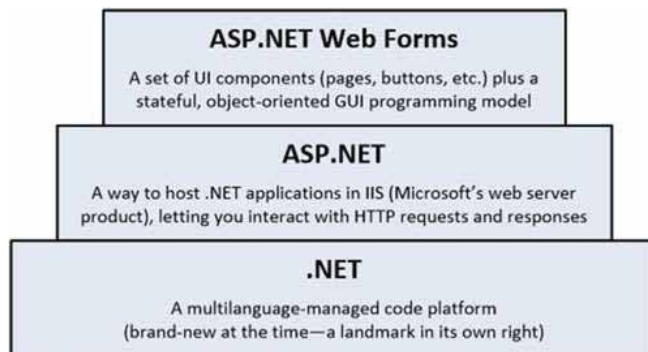 ASP.NET Web Forms
A set of UI components (pages, buttons, etc.) plus a
stateful, object-oriented GUI programming model
ASP.NET
A way to host .NET applications in IIS (Microsoft's web server
product), letting you interact with HTTP requests and responses
.NET
A multilanguage-managed code platform
(brand-new at the time—a landmark in its own right)